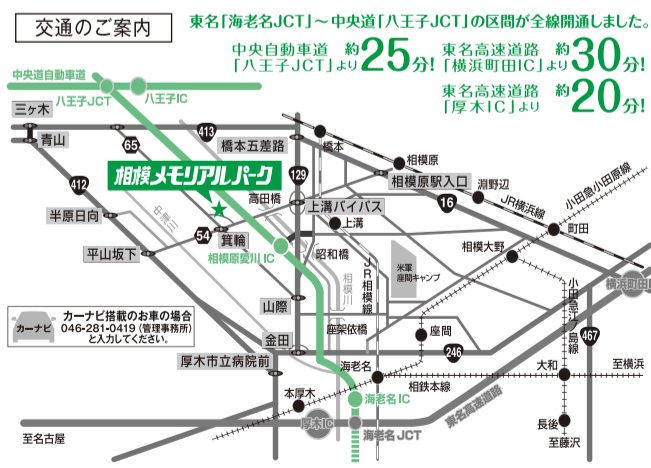 交通のご案内
東名「海老名JCT」～中央道「八王子JCT」の区間が全線開通しました。
中央自動車道 約25分!
「八王子JCT」より
東名高速道路 約30分!
「横浜町田IC」より
東名高速道路 約20分!
「厚木IC」より
中央道自動車道
八王子JCT
八王子IC
三ヶ木
青山
413
橋本五差路
橋本
65
129
相模原
相模原駅入口
淵野辺
JR横浜線
小田急小田原線
相模メモリアルパーク
高田橋
412
16
町田
半原日向
中津川
上溝バイパス
上溝
54
箕輪
平山坂下
相模原愛川IC
昭和橋
相模大野
米軍
座間キャンプ
相模川
JR相模線
横浜町田I
山際
小田急江ノ島線
カーナビ
カーナビ搭載のお車の場合
046-281-0419（管理事務所）
と入力してください。
座架依橋
座間
467
金田
246
厚木市立病院前
海老名
大和
至横浜
相鉄本線
本厚木
海老名IC
東名高速道路
厚木IC
長後
至名古屋
海老名JCT
至藤沢